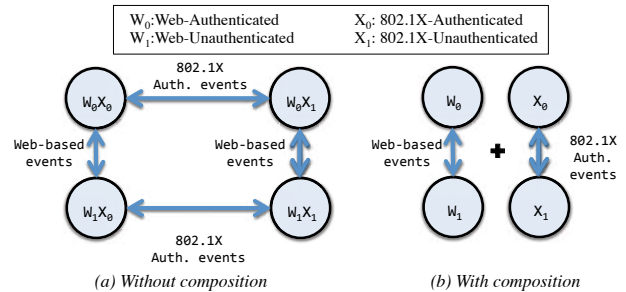 W0:Web-Authenticated X0: 802.1X-Authenticated
W1:Web-Unauthenticated X1: 802.1X-Unauthenticated
802.1X
Auth. events
W0X0
W0X1
Web-based
events
Web-based
events
W1X0
W1X1
802.1X
Auth. events
(a) Without composition
W0
X0
Web-based
events
+
802.1X
Auth.
events
W1
X1
(b) With composition